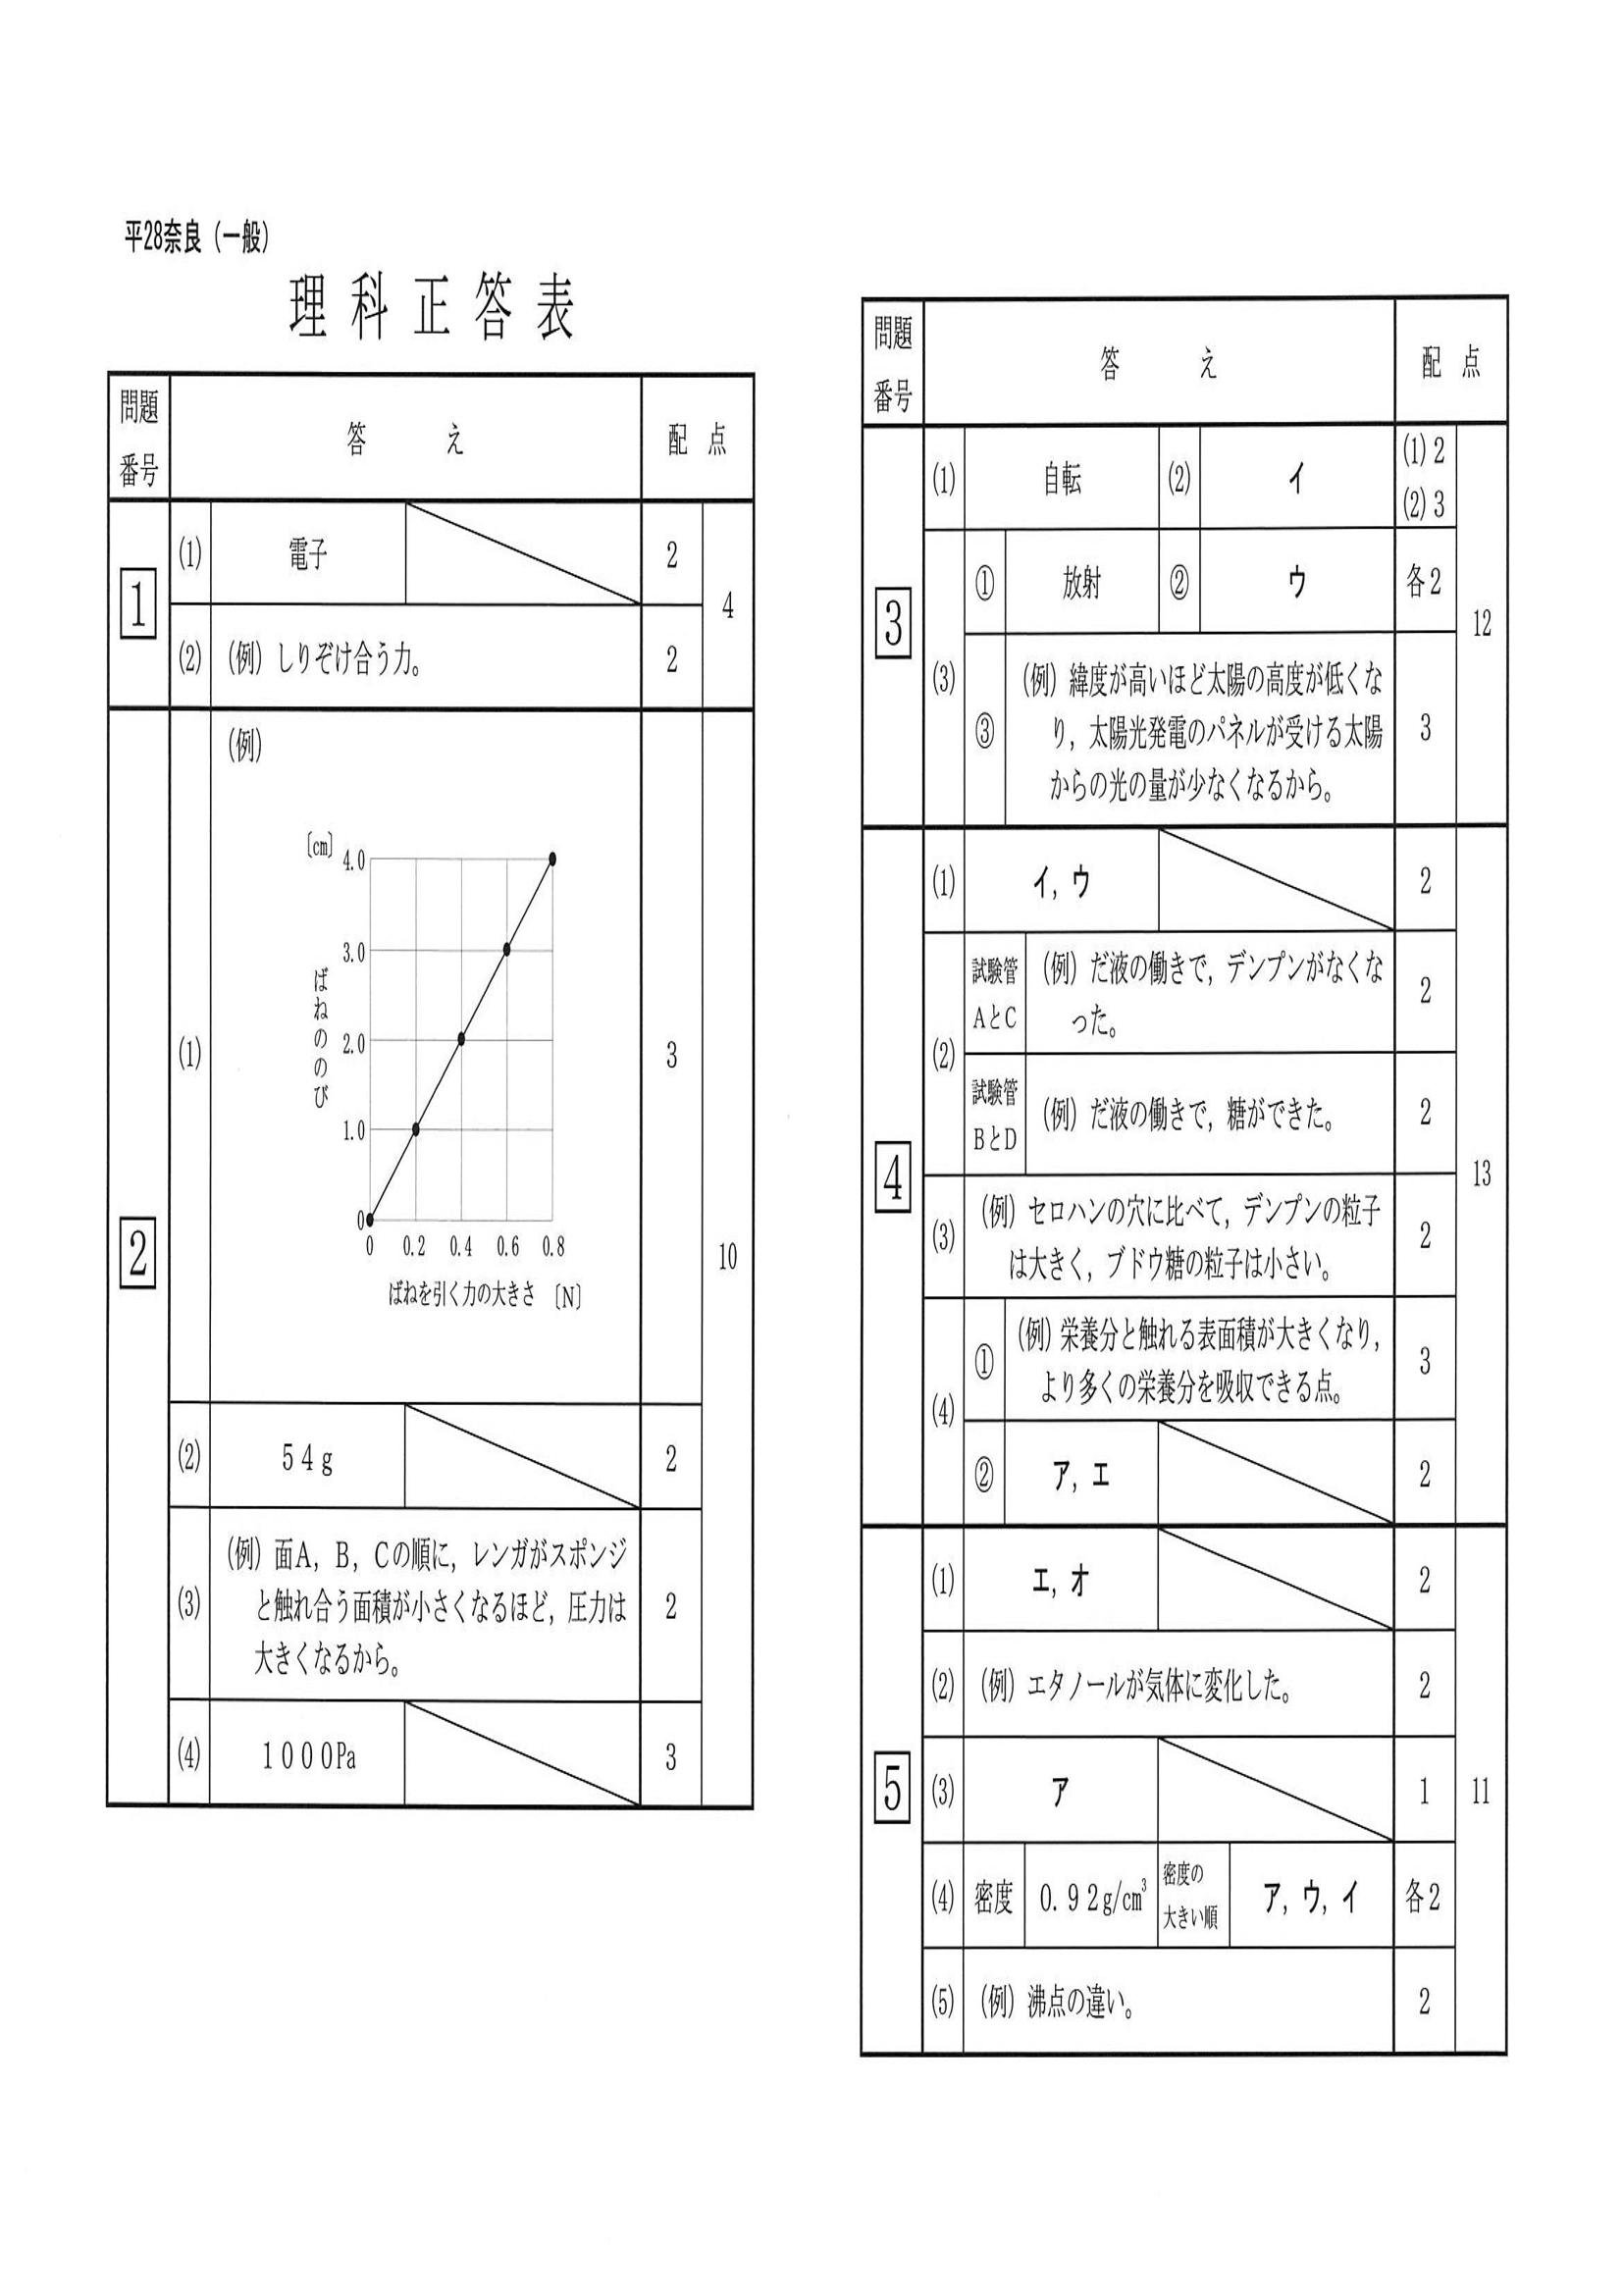 平28奈良（一般）
理科正答表
問題番号 答え 配点
1 4
(1) 電子 2
(2) （例）しりぞけ合う力。 2
2 10
(1) （例） 3
〔cm〕
4.0
3.0
2.0
1.0
0
ばねののび
0 0.2 0.4 0.6 0.8
ばねを引く力の大きさ 〔N〕
(2) 54g 2
(3) （例）面A，B，Cの順に，レンガがスポンジ
と触れ合う面積が小さくなるほど，圧力は
大きくなるから。 2
(4) 1000Pa 3
問題番号 答え 配点
3 12
(1) 自転 (2) イ (1)2 (2)3
(3) ① 放射 ② ウ 各2
③ （例）緯度が高いほど太陽の高度が低くな
り，太陽光発電のパネルが受ける太陽
からの光の量が少なくなるから。 3
4 13
(1) イ，ウ 2
(2) 試験管AとC （例）だ液の働きで，デンプンがなくな
った。 2
試験管BとD （例）だ液の働きで，糖ができた。 2
(3) （例）セロハンの穴に比べて，デンプンの粒子
は大きく，ブドウ糖の粒子は小さい。 2
(4) ① （例）栄養分と触れる表面積が大きくなり，
より多くの栄養分を吸収できる点。 3
② ア，エ 2
5 11
(1) エ，オ 2
(2) （例）エタノールが気体に変化した。 2
(3) ア 1
(4) 密度 0.92g/cm³ 密度の大きい順 ア，ウ，イ 各2
(5) （例）沸点の違い。 2